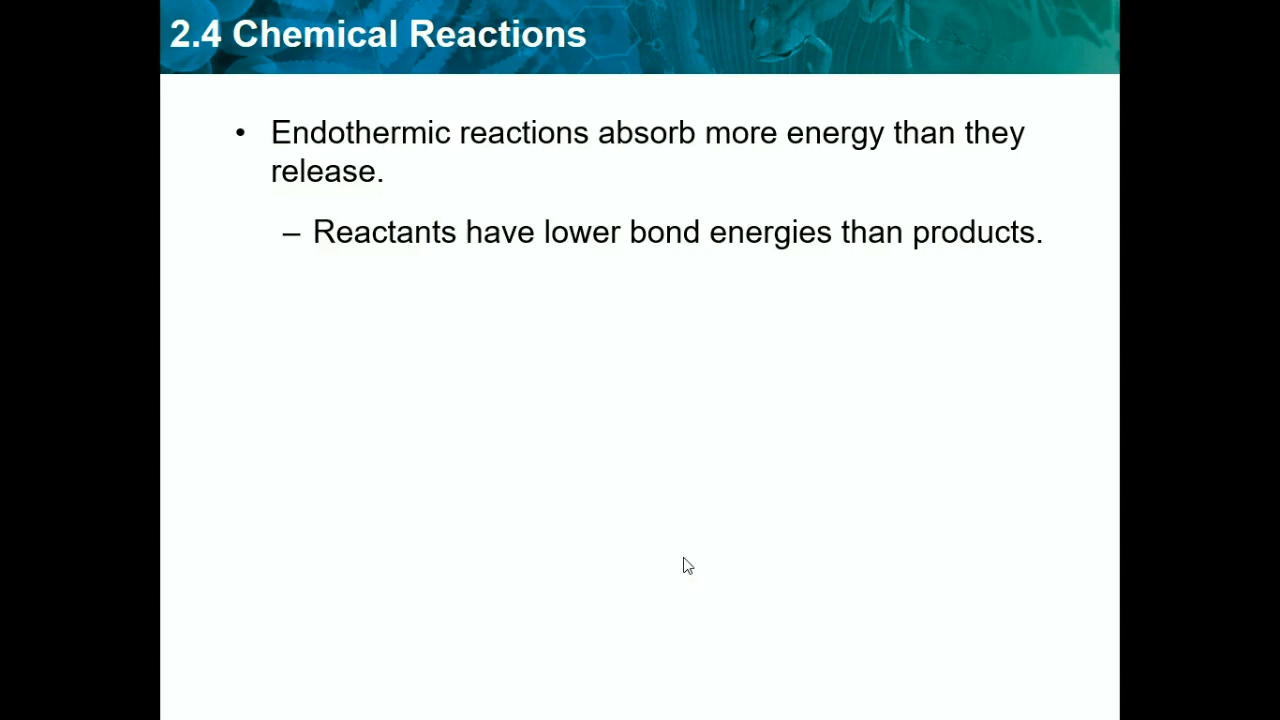 2.4 Chemical Reactions
• Endothermic reactions absorb more energy than they
release.
– Reactants have lower bond energies than products.